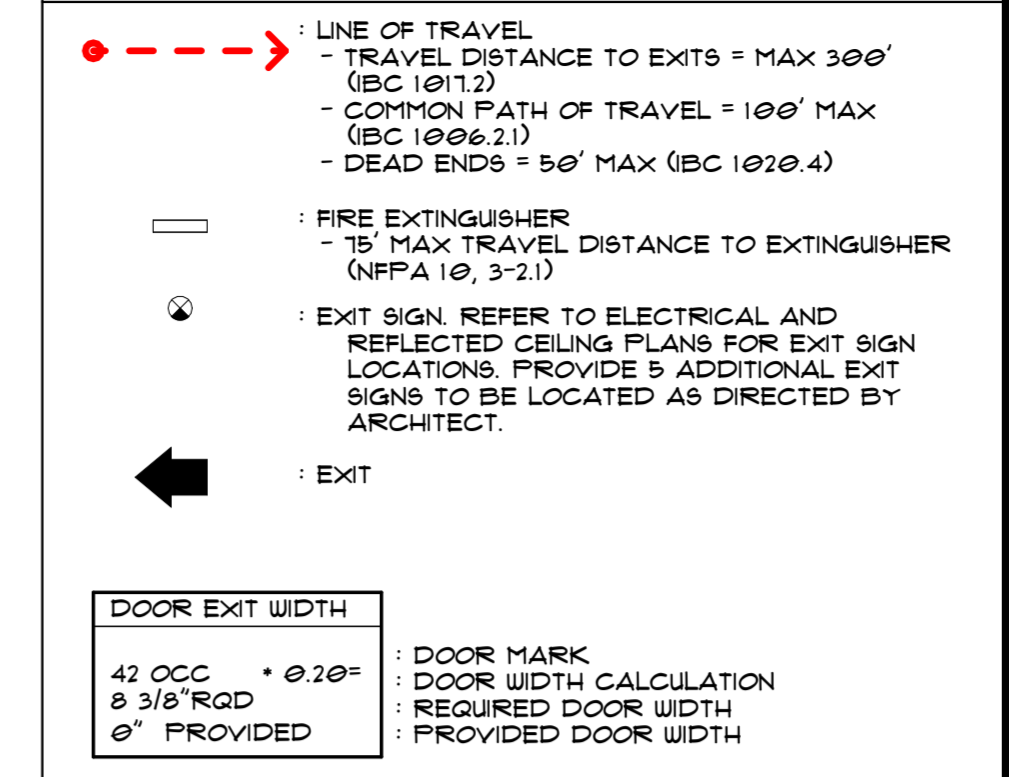 C
: LINE OF TRAVEL
- TRAVEL DISTANCE TO EXITS = MAX 300'
(IBC 1017.2)
- COMMON PATH OF TRAVEL = 100' MAX
(IBC 1006.2.1)
- DEAD ENDS = 50' MAX (IBC 1020.4)
: FIRE EXTINGUISHER
- 75' MAX TRAVEL DISTANCE TO EXTINGUISHER
(NFPA 10, 3-2.1)
: EXIT SIGN. REFER TO ELECTRICAL AND
REFLECTED CEILING PLANS FOR EXIT SIGN
LOCATIONS. PROVIDE 5 ADDITIONAL EXIT
SIGNS TO BE LOCATED AS DIRECTED BY
ARCHITECT.
: EXIT
DOOR EXIT WIDTH
42 OCC * 0.20=
8 3/8"RQD
0" PROVIDED
: DOOR MARK
: DOOR WIDTH CALCULATION
: REQUIRED DOOR WIDTH
: PROVIDED DOOR WIDTH